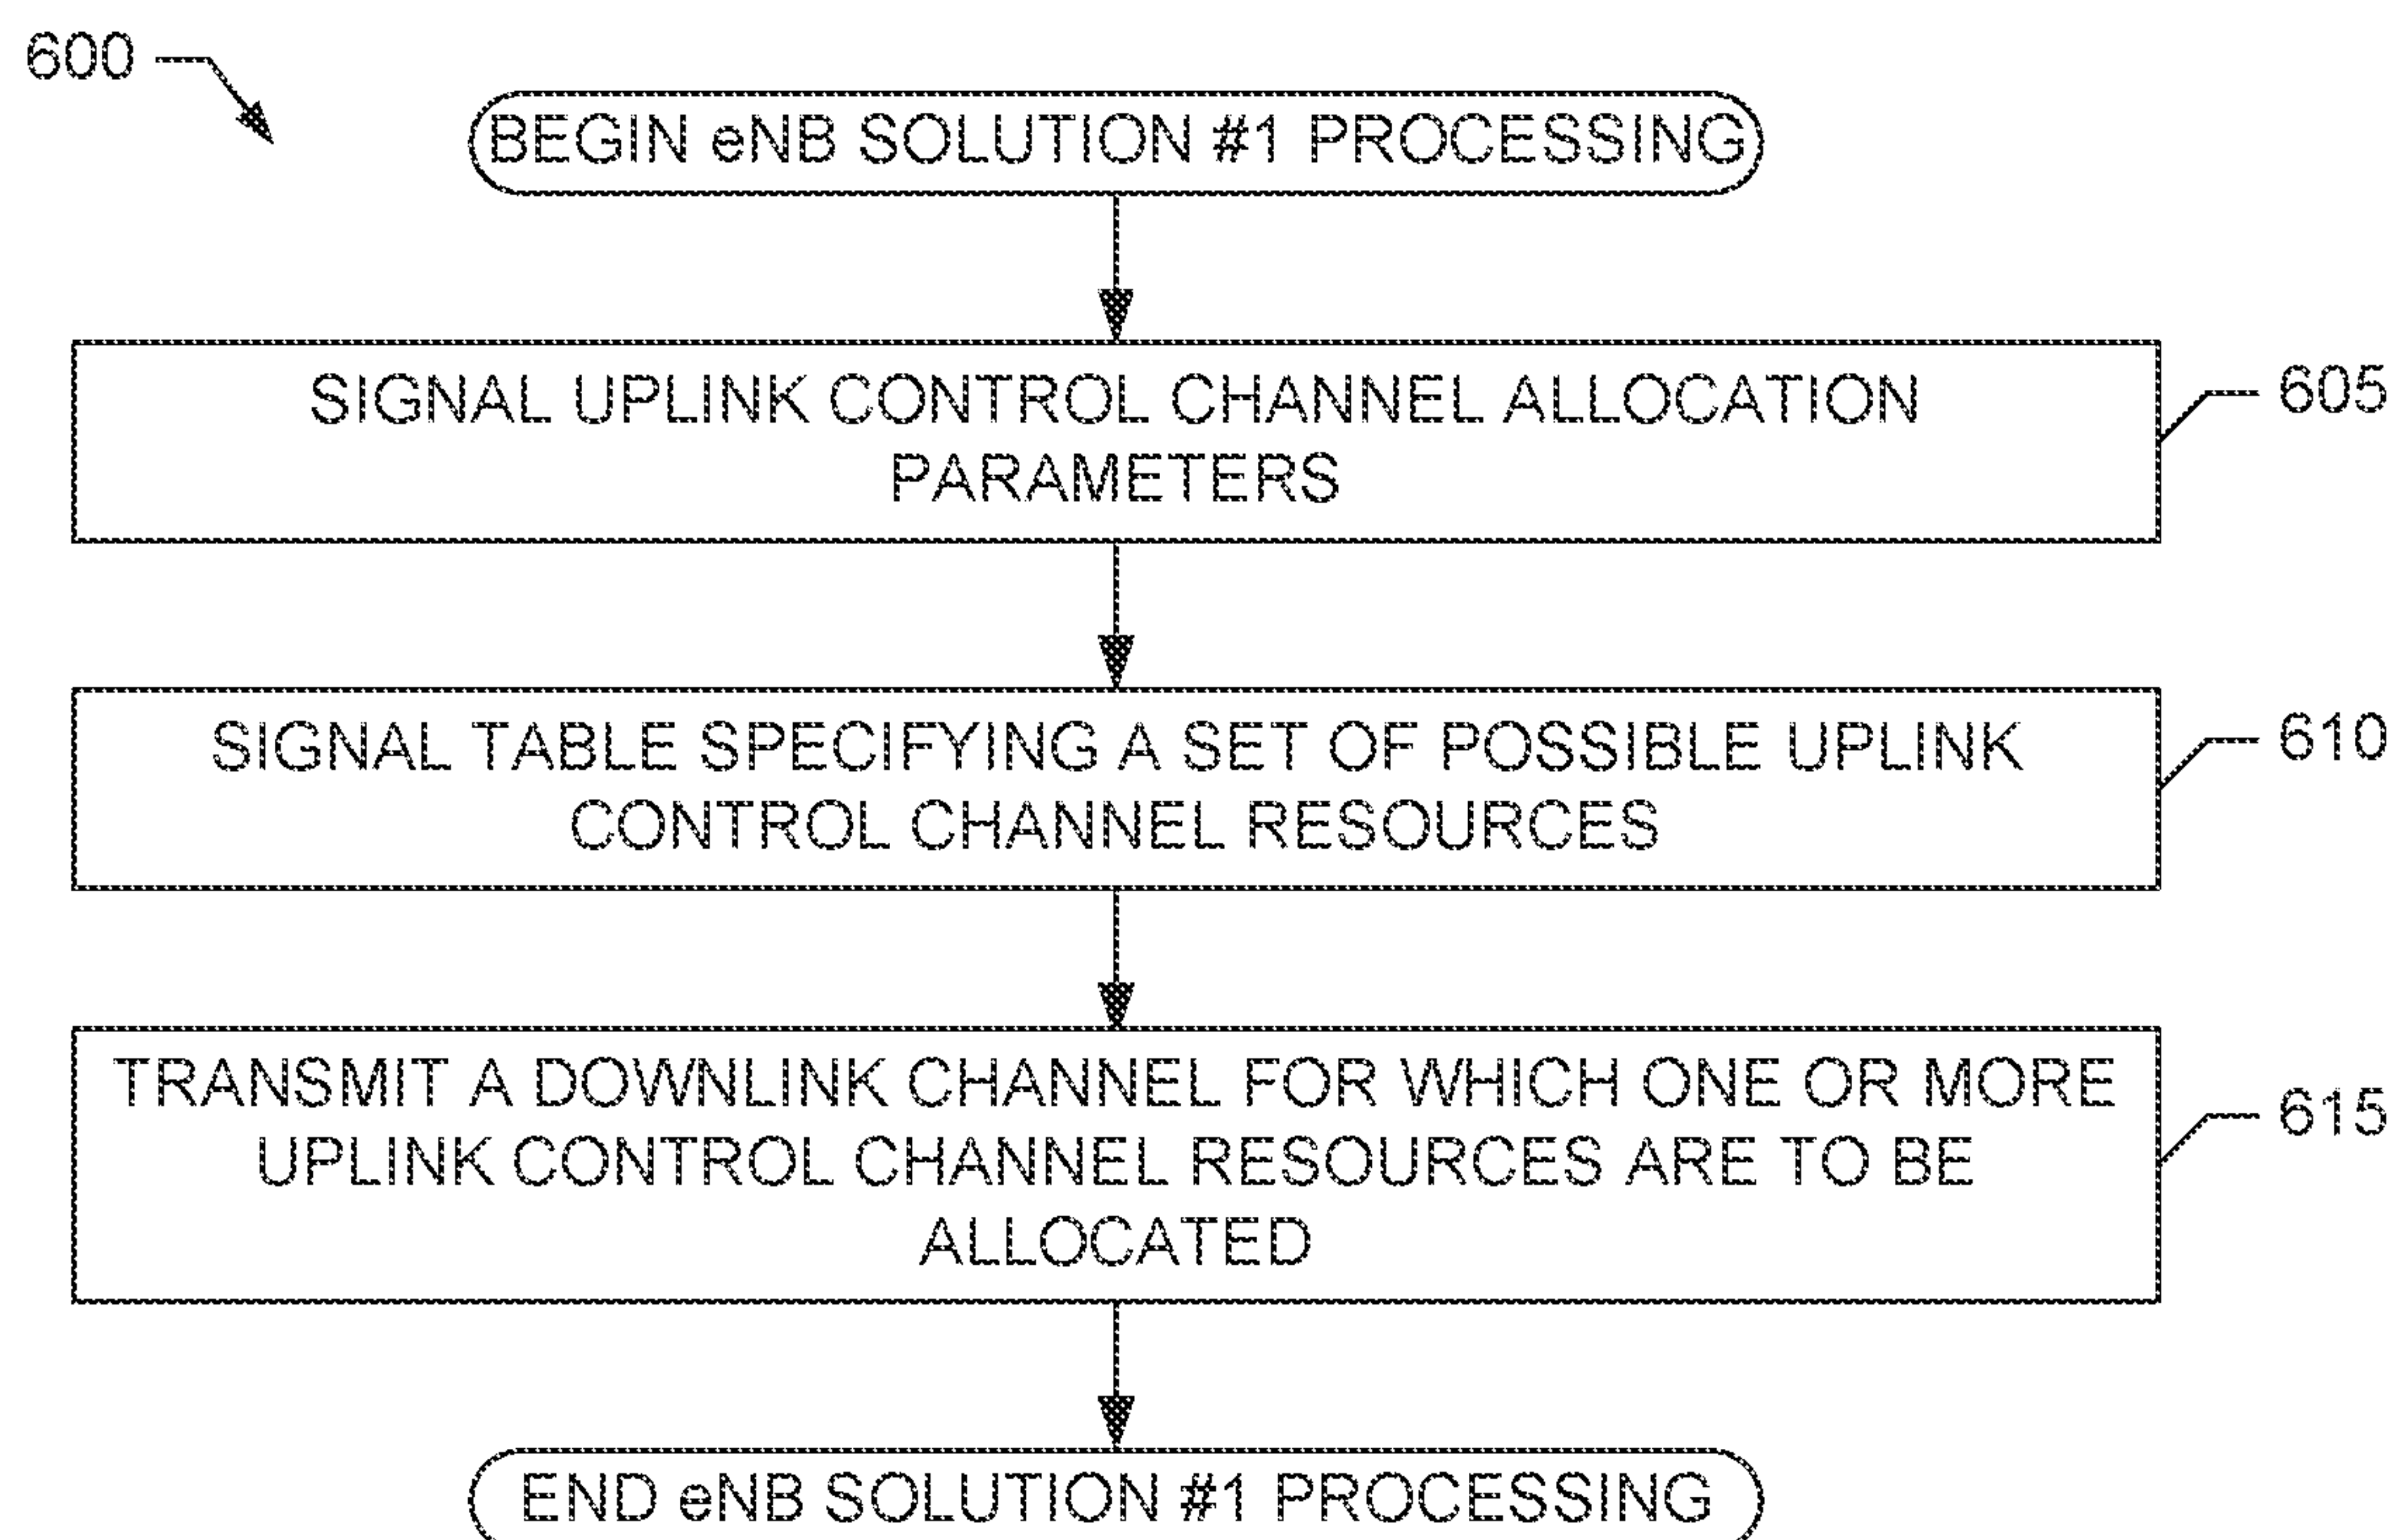 600
BEGIN eNB SOLUTION #1 PROCESSING
SIGNAL UPLINK CONTROL CHANNEL ALLOCATION
PARAMETERS
605
SIGNAL TABLE SPECIFYING A SET OF POSSIBLE UPLINK
CONTROL CHANNEL RESOURCES
610
TRANSMIT A DOWNLINK CHANNEL FOR WHICH ONE OR MORE
UPLINK CONTROL CHANNEL RESOURCES ARE TO BE
ALLOCATED
615
END eNB SOLUTION #1 PROCESSING